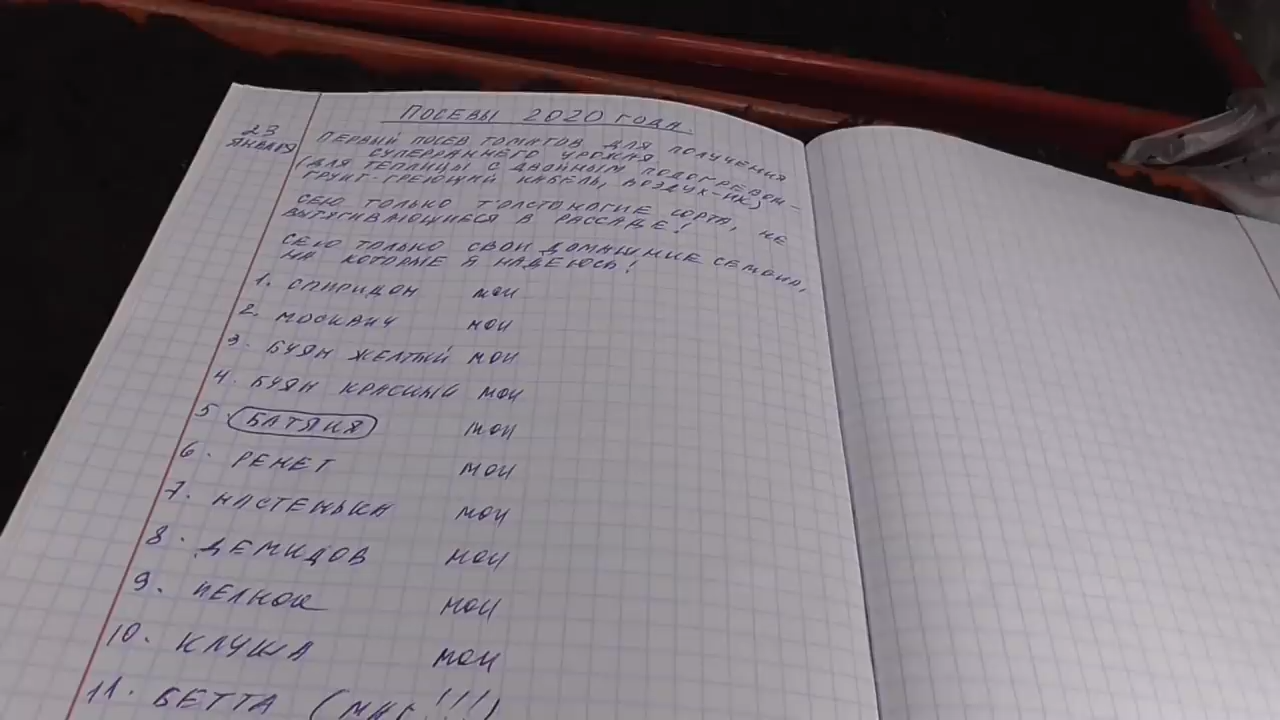 ПОСЕВЫ 2020 ГОДА.
23
ЯНВАРЯ
ПЕРВЫЙ ПОСЕВ ТОМАТОВ ДЛЯ ПОЛУЧЕНИЯ
СУПЕРРАННЕГО УРОЖАЯ
(ДЛЯ ТЕПЛИЦЫ С ДВОЙНЫМ ПОДОГРЕВОМ-
ГРУНТ-ГРЕЮЩИЙ КАБЕЛЬ, ВОЗДУХ-ИК)
СЕЮ ТОЛЬКО ТОЛСТОНОГИЕ СОРТА, НЕ
ВЫТЯГИВАЮЩИЕСЯ В РАССАДЕ!
СЕЮ ТОЛЬКО СВОИ ДОМАШНИЕ СЕМЕНА,
НА КОТОРЫЕ Я НАДЕЮСЬ!
1. СПИРИДОН МОИ
2. МОСКВИЧ МОИ
3. БУЯН ЖЕЛТЫЙ МОИ
4. БУЯН КРАСНЫЙ МОИ
5. БАТЯНЯ МОИ
6. РЕНЕТ МОИ
7. НАСТЕНЬКА МОИ
8. ДЕМИДОВ МОИ
9. МОИ
10. КЛУША МОИ
11. БЕТТА